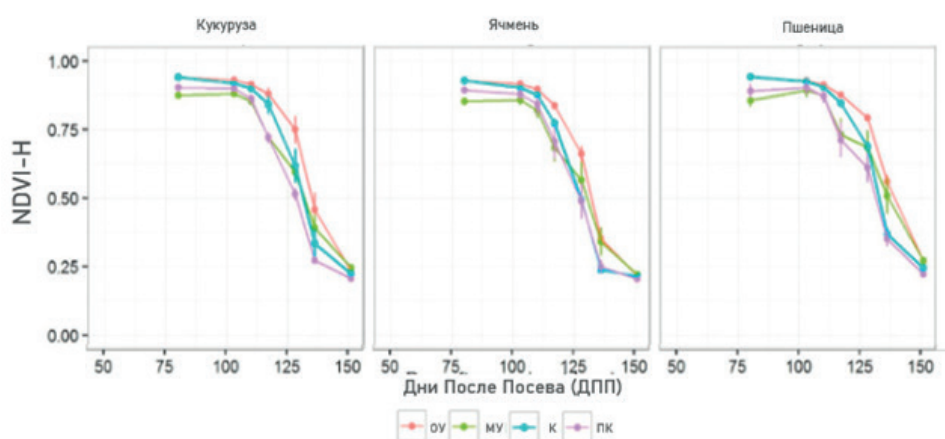 Кукуруза Ячмень Пшеница
1.00
0.75
0.50
0.25
0.00
NDVI-H
50 75 100 125 150 50 75 100 125 150 50 75 100 125 150
Дни После Посева (ДПП)
ОУ МУ К ПК